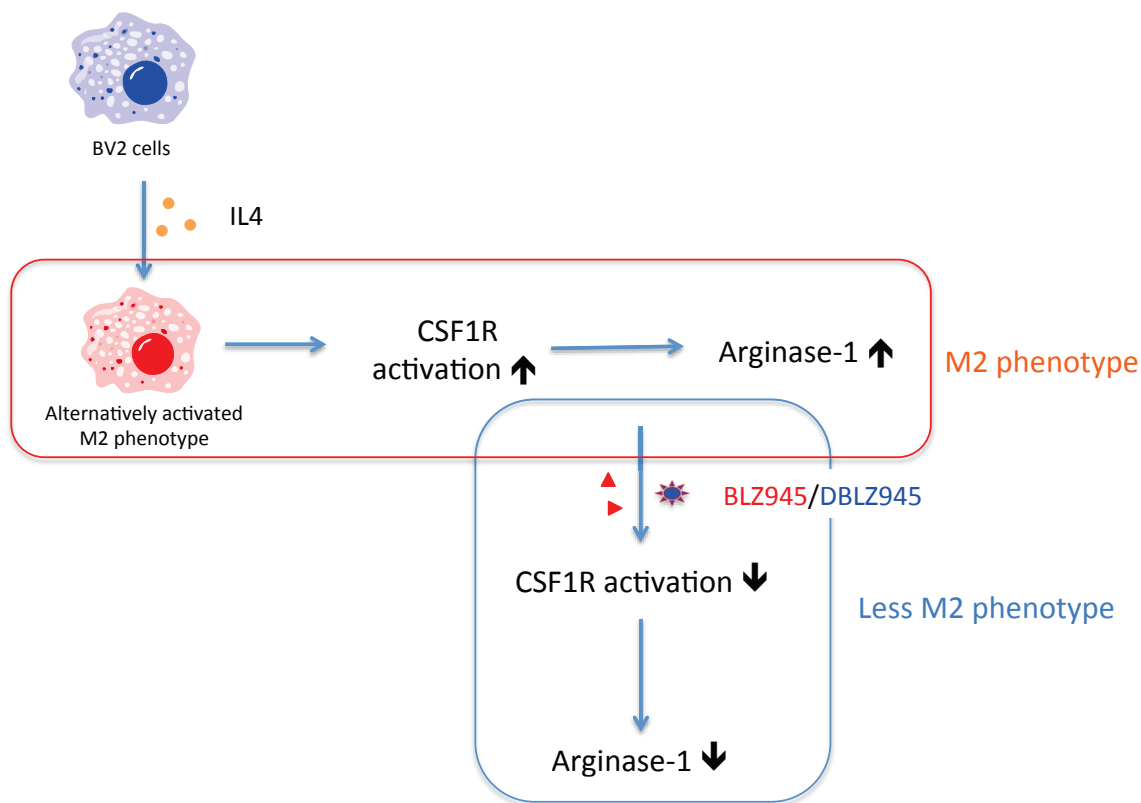 BV2 cells
IL4
Alternatively activated
M2 phenotype
CSF1R
activation
Arginase-1
M2 phenotype
BLZ945/DBLZ945
CSF1R activation
Less M2 phenotype
Arginase-1